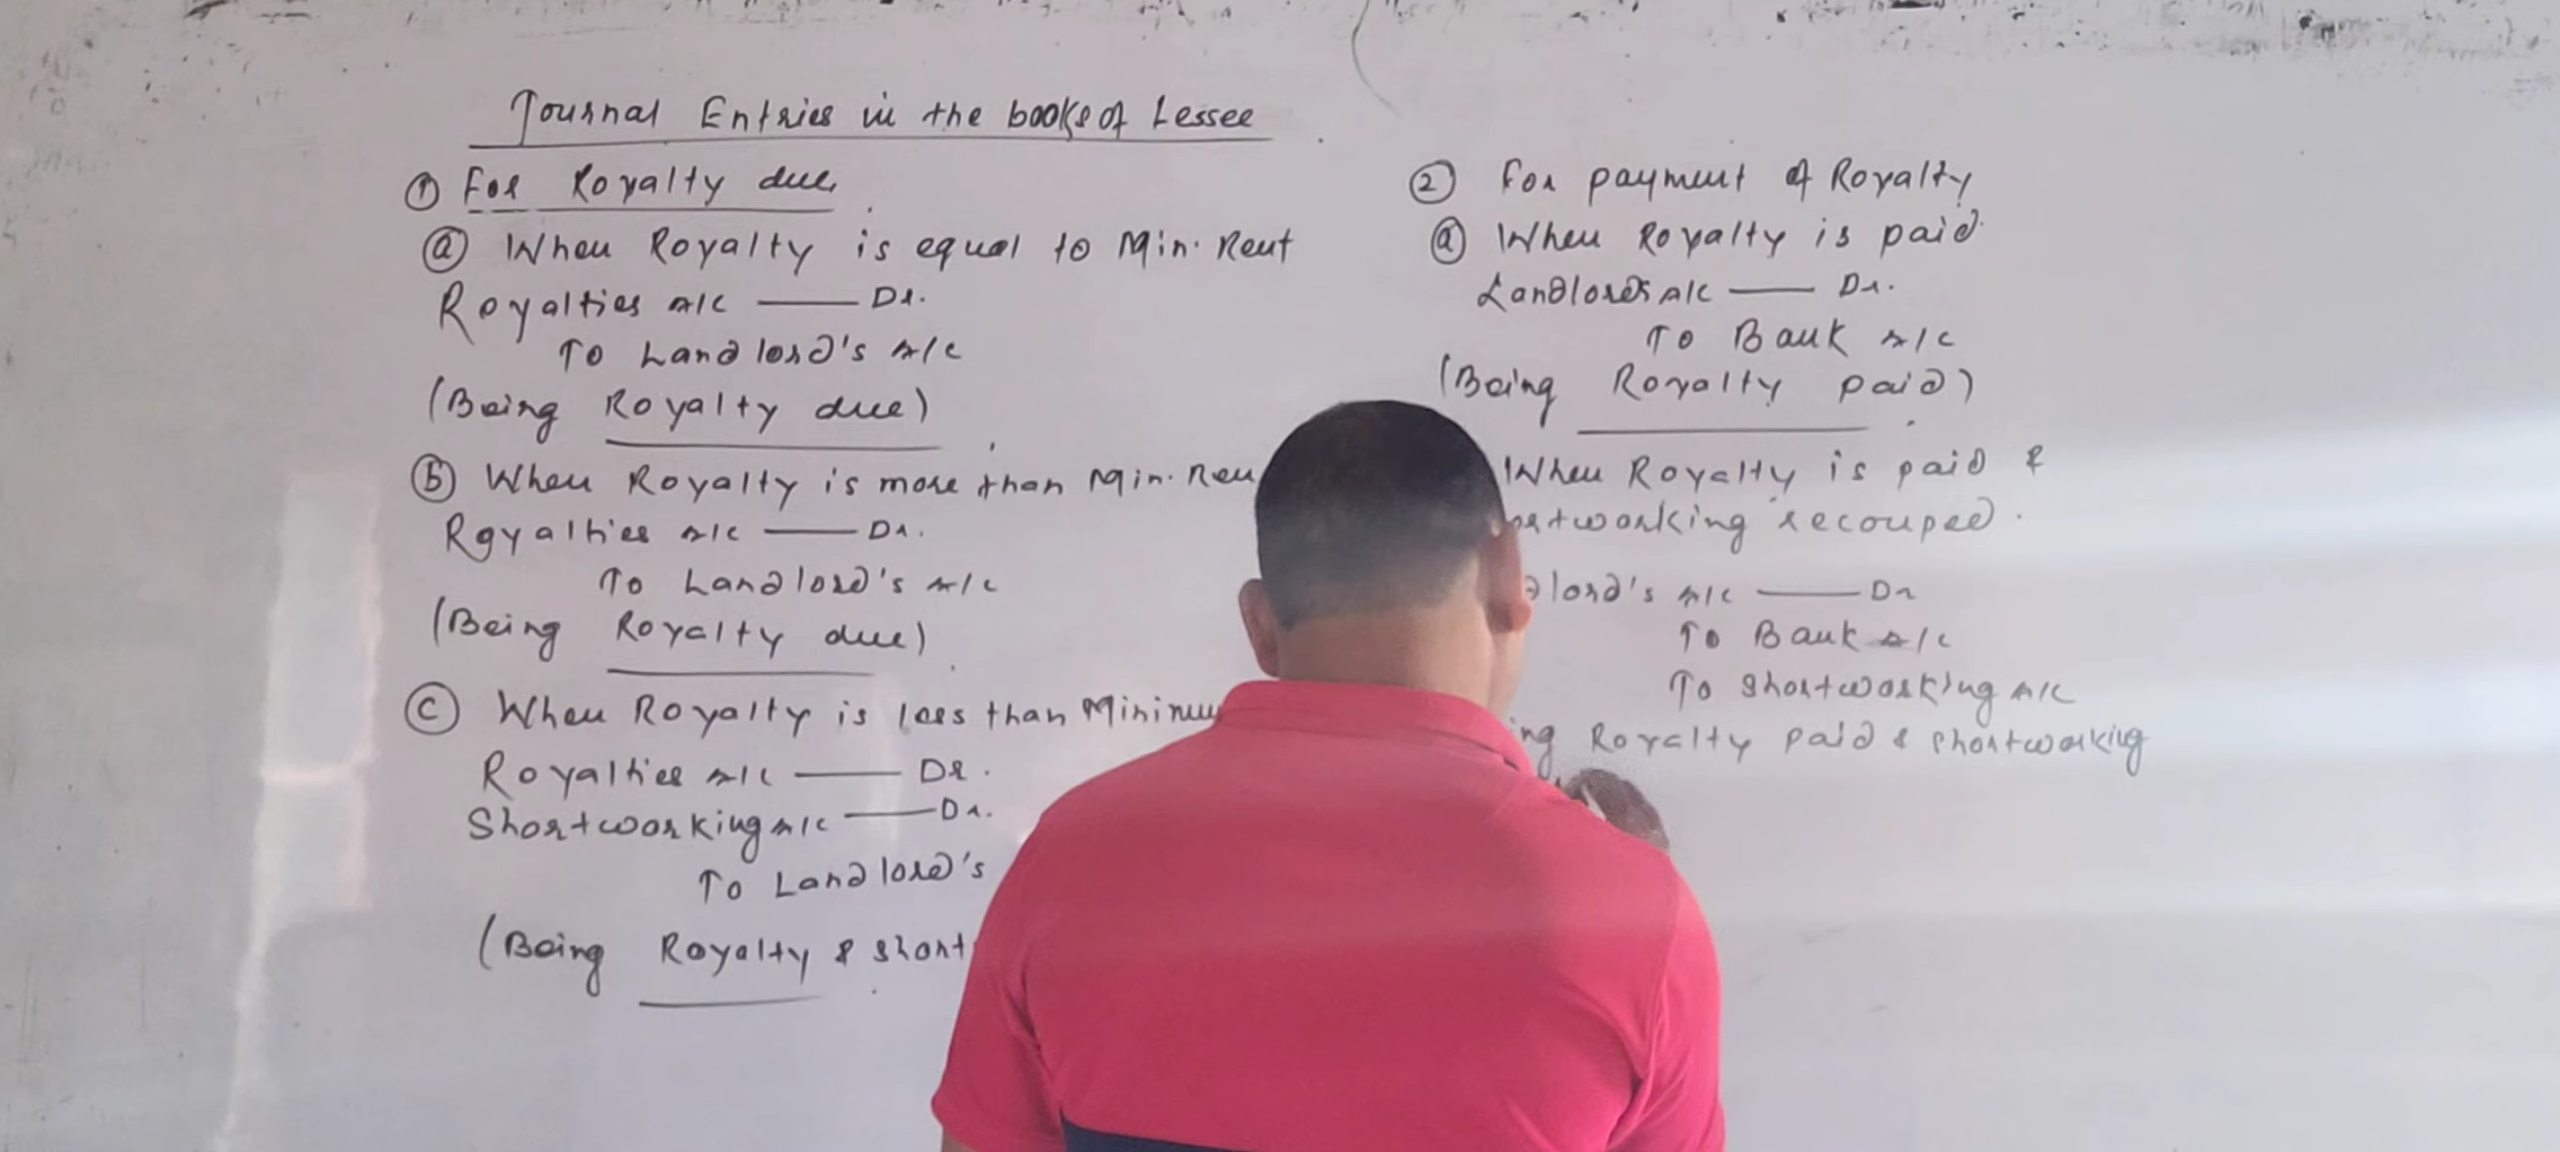 Journal Entries in the books of Lessee
① For Royalty due
ⓐ When Royalty is equal to Min. Rent
Royalties A/C —— Dr.
To Landlord's A/C
(Being Royalty due)
ⓑ When Royalty is more than Min. Ren
Royalties A/C —— Dr.
To Landlord's A/C
(Being Royalty due)
ⓒ When Royalty is less than Minimu
Royalties A/C —— Dr.
Shortworking A/C —— Dr.
To Landlord's
(Being Royalty & short
② For payment of Royalty
ⓐ When Royalty is paid
Landlord's A/C —— Dr.
To Bank A/C
(Being Royalty paid)
When Royalty is paid &
ortworking recouped.
dlord's A/C —— Dr
To Bank A/C
To Shortworking A/C
ing Royalty paid & shortworking